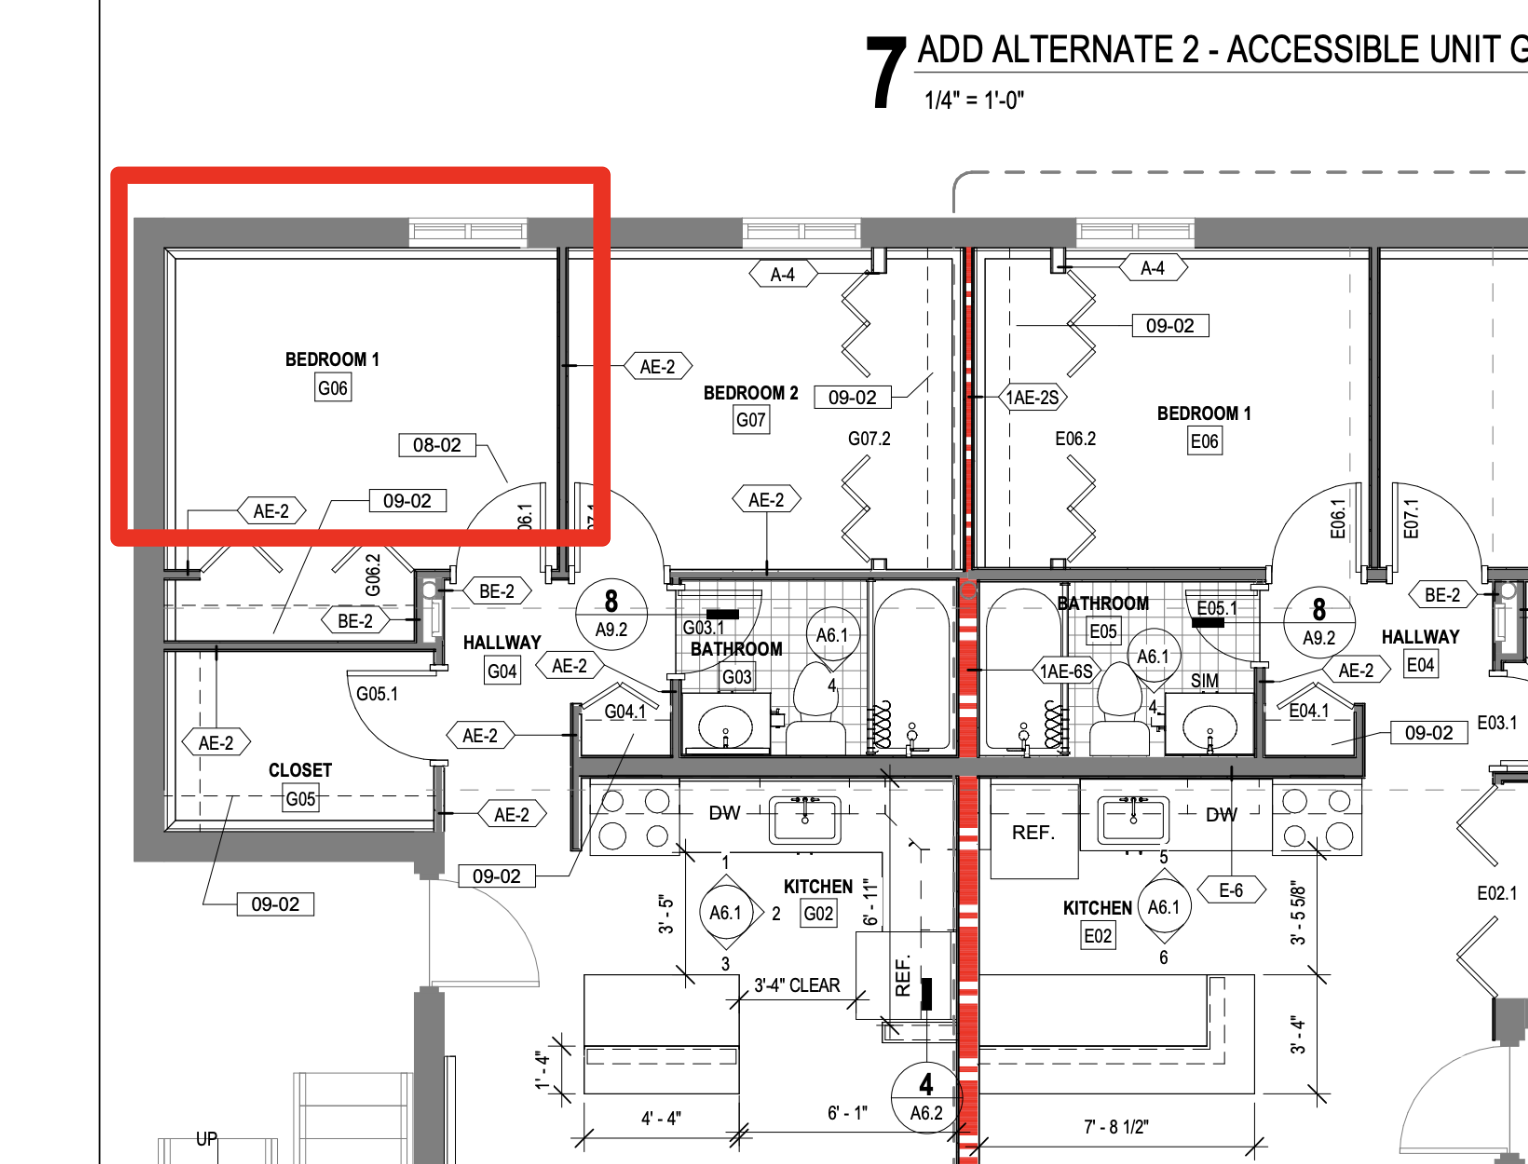 7 ADD ALTERNATE 2 - ACCESSIBLE UNIT G
1/4" = 1'-0"
A-4
A-4
09-02
BEDROOM 1
G06
AE-2
BEDROOM 2
G07
09-02
1AE-2S
BEDROOM 1
E06
08-02
G07.2
E06.2
AE-2
09-02
AE-2
06.1
07.1
E06.1
E07.1
G06.2
BE-2
BE-2
8
A9.2
G03.1
A6.1
4
BATHROOM
G03
HALLWAY
G04
AE-2
BATHROOM
E05
E05.1
A6.1
4
SIM
8
A9.2
BE-2
HALLWAY
E04
AE-2
1AE-6S
G05.1
G04.1
E04.1
E03.1
AE-2
AE-2
09-02
CLOSET
G05
AE-2
DW
REF.
DW
09-02
09-02
3' - 5"
1
A6.1
2
3
KITCHEN
G02
6' - 11"
KITCHEN
E02
5
A6.1
6
E-6
3' - 5 5/8"
E02.1
REF.
3'-4" CLEAR
1' - 4"
3' - 4"
4
A6.2
4' - 4"
6' - 1"
7' - 8 1/2"
UP